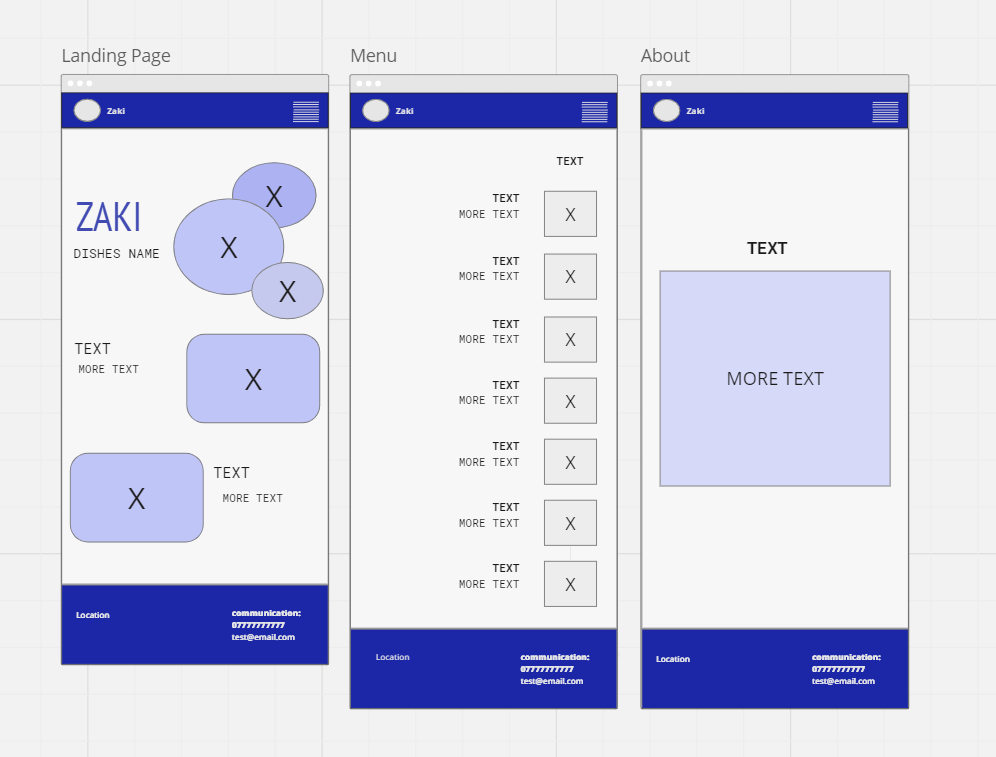 Landing Page
Zaki
ZAKI
DISHES NAME
X
X
X
TEXT
MORE TEXT
X
X
TEXT
MORE TEXT
Location
communication:
07777777777
test@email.com
Menu
Zaki
TEXT
TEXT
MORE TEXT
X
TEXT
MORE TEXT
X
TEXT
MORE TEXT
X
TEXT
MORE TEXT
X
TEXT
MORE TEXT
X
TEXT
MORE TEXT
X
TEXT
MORE TEXT
X
Location
communication:
07777777777
test@email.com
About
Zaki
TEXT
MORE TEXT
Location
communication:
07777777777
test@email.com